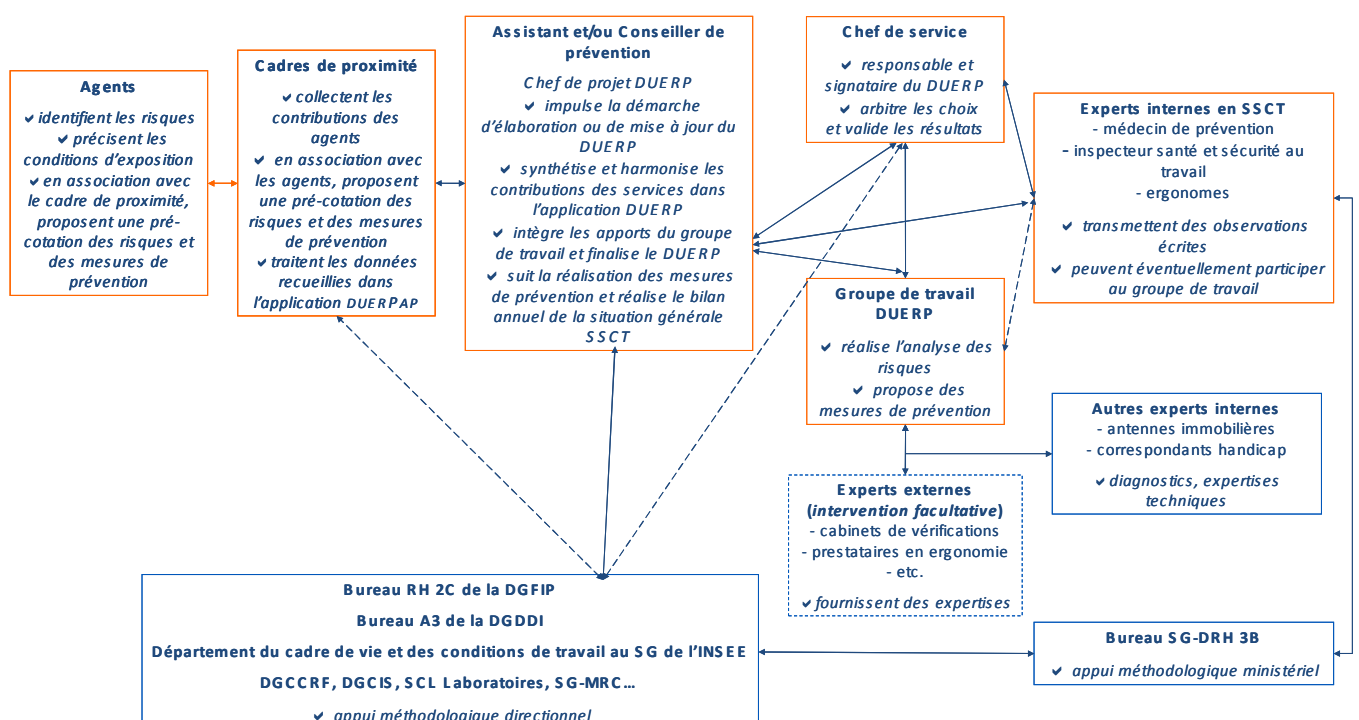 Agents
✔ identifient les risques
✔ précisent les
conditions d'exposition
✔ en association avec
le cadre de proximité,
proposent une pré-
cotation des risques et
des mesures de
prévention
Cadres de proximité
✔ collectent les
contributions des
agents
✔ en association avec
les agents, proposent
une pré-cotation des
risques et des mesures
de prévention
✔ traitent les données
recueillies dans
l'application DUERPAP
Assistant et/ou Conseiller de
prévention
Chef de projet DUERP
✔ impulse la démarche
d'élaboration ou de mise à jour du
DUERP
✔ synthétise et harmonise les
contributions des services dans
l'application DUERP
✔ intègre les apports du groupe
de travail et finalise le DUERP
✔ suit la réalisation des mesures
de prévention et réalise le bilan
annuel de la situation générale
SSCT
Chef de service
✔ responsable et
signataire du DUERP
✔ arbitre les choix
et valide les résultats
Experts internes en SSCT
- médecin de prévention
- inspecteur santé et sécurité au
travail
- ergonomes
✔ transmettent des observations
écrites
✔ peuvent éventuellement participer
au groupe de travail
Groupe de travail
DUERP
✔ réalise l'analyse des
risques
✔ propose des
mesures de prévention
Autres experts internes
- antennes immobilières
- correspondants handicap
✔ diagnostics, expertises
techniques
Experts externes
(intervention facultative)
- cabinets de vérifications
- prestataires en ergonomie
- etc.
✔ fournissent des expertises
Bureau RH 2C de la DGFIP
Bureau A3 de la DGDDI
Département du cadre de vie et des conditions de travail au SG de l'INSEE
DGCCRF, DGCIS, SCL Laboratoires, SG-MRC...
✔ appui méthodologique directionnel
Bureau SG-DRH 3B
✔ appui méthodologique ministériel